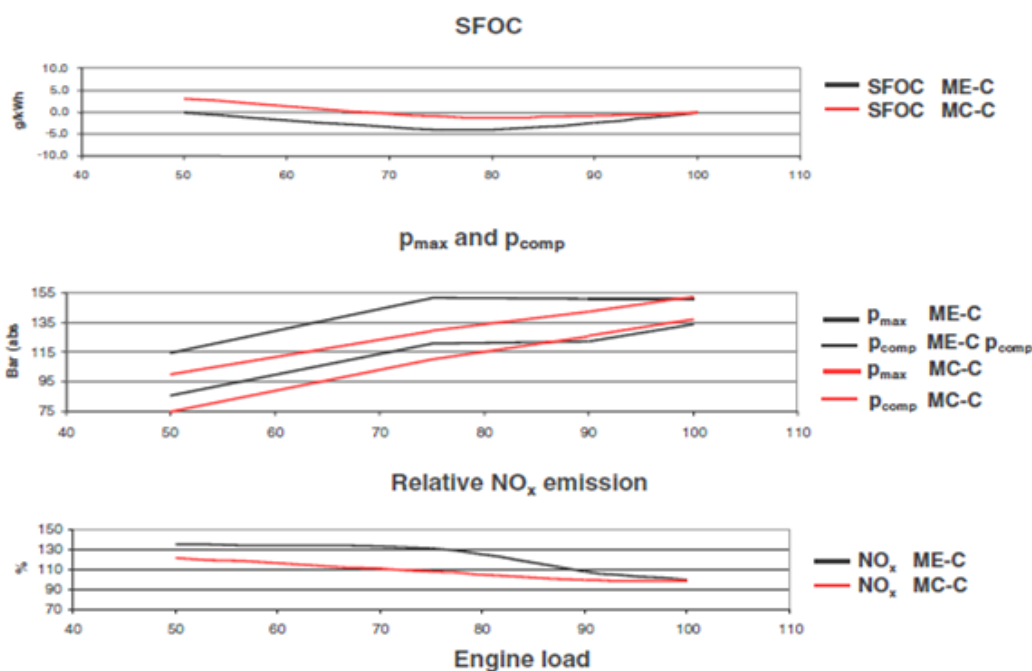 SFOC
10.0
5.0
0.0
-5.0
-10.0
g/kWh
40 50 60 70 80 90 100 110
SFOC ME-C
SFOC MC-C
pmax and pcomp
155
135
115
95
75
Bar (abs.
40 50 60 70 80 90 100 110
pmax ME-C
pcomp ME-C pcomp
pmax MC-C
pcomp MC-C
Relative NOx emission
150
130
110
90
70
%
40 50 60 70 80 90 100 110
NOx ME-C
NOx MC-C
Engine load